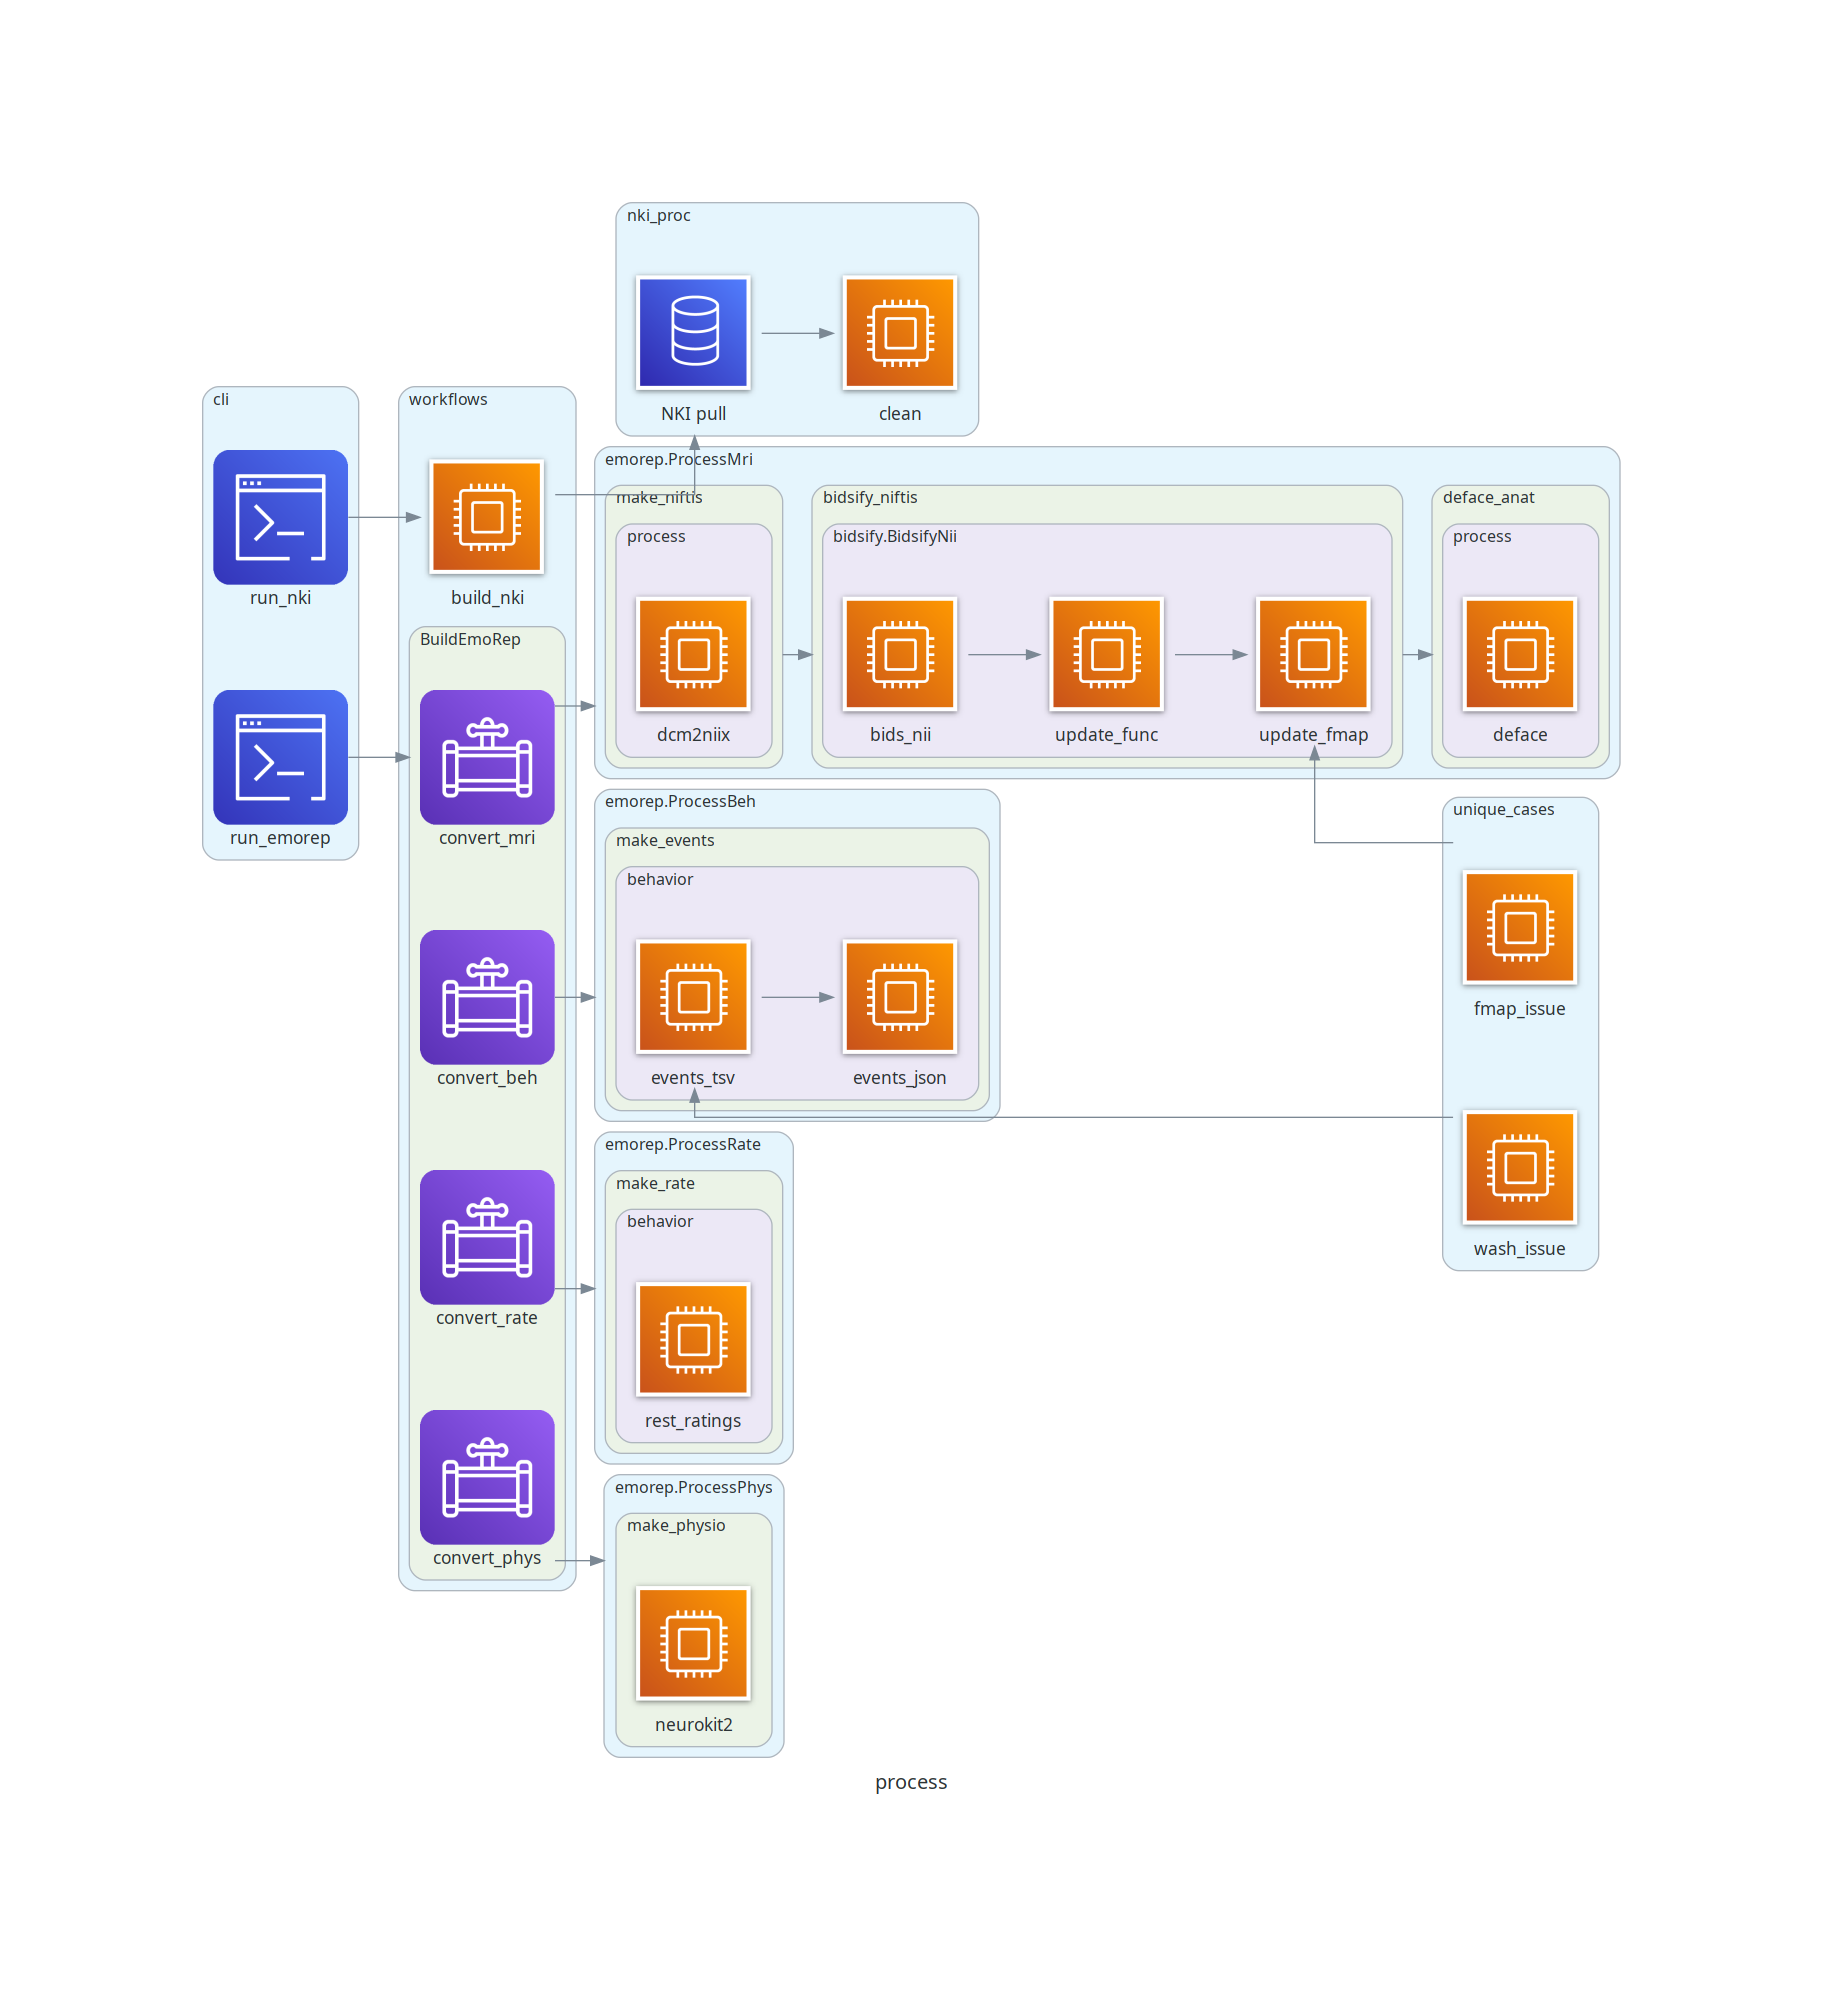 nki_proc
NKI pull
clean
cli
run_nki
run_emorep
workflows
build_nki
BuildEmoRep
convert_mri
convert_beh
convert_rate
convert_phys
emorep.ProcessMri
make_niftis
process
dcm2niix
bidsify_niftis
bidsify.BidsifyNii
bids_nii
update_func
update_fmap
deface_anat
process
deface
emorep.ProcessBeh
make_events
behavior
events_tsv
events_json
unique_cases
fmap_issue
wash_issue
emorep.ProcessRate
make_rate
behavior
rest_ratings
emorep.ProcessPhys
make_physio
neurokit2
process